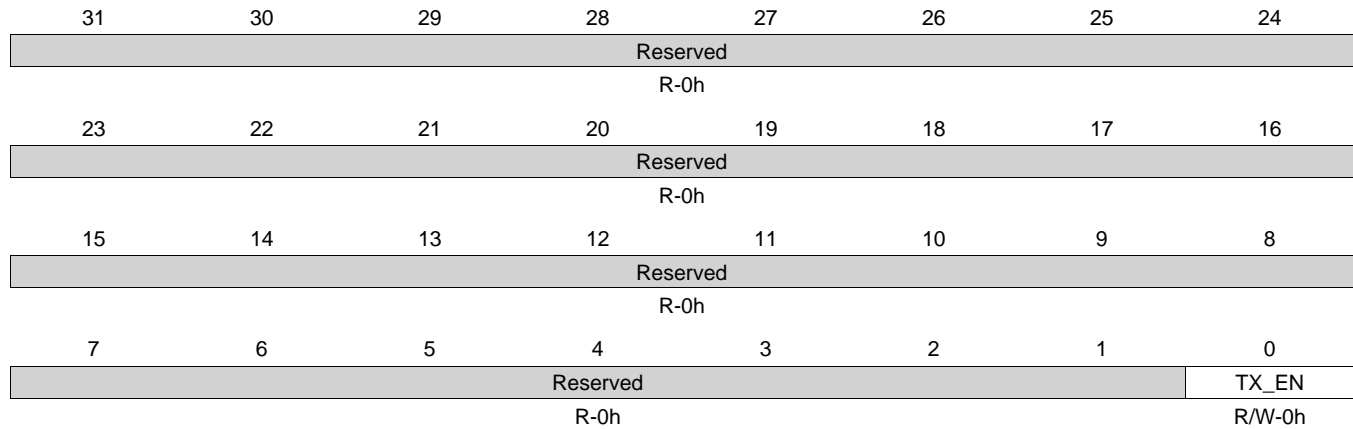 31 30 29 28 27 26 25 24
Reserved
R-0h
23 22 21 20 19 18 17 16
Reserved
R-0h
15 14 13 12 11 10 9 8
Reserved
R-0h
7 6 5 4 3 2 1 0
Reserved TX_EN
R-0h R/W-0h